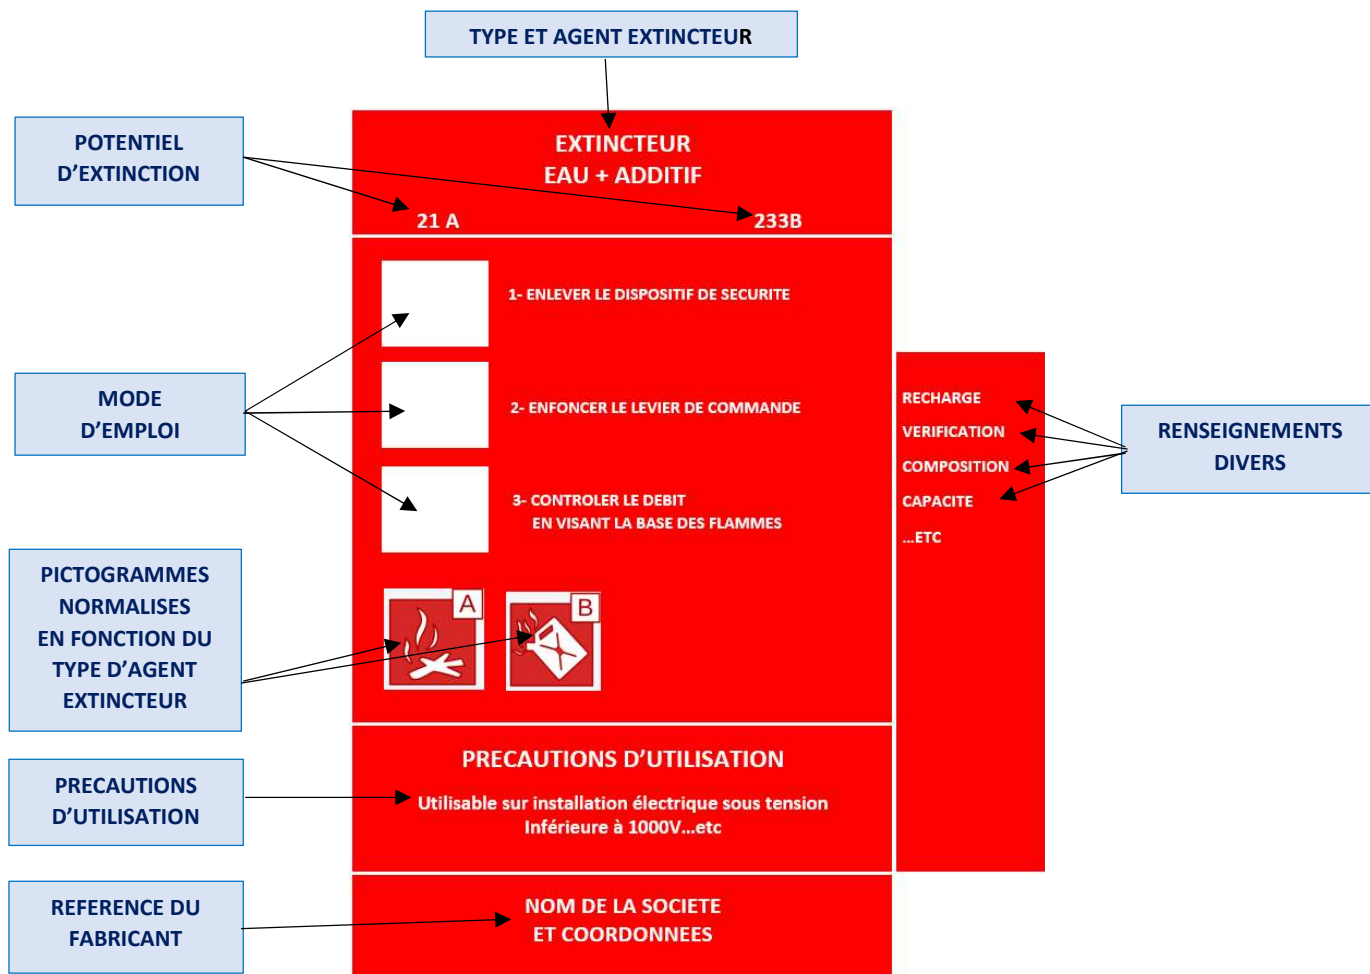 TYPE ET AGENT EXTINCTEUR
POTENTIEL
D’EXTINCTION
EXTINCTEUR
EAU + ADDITIF
21 A
233B
MODE
D’EMPLOI
1- ENLEVER LE DISPOSITIF DE SECURITE
2- ENFONCER LE LEVIER DE COMMANDE
3- CONTROLER LE DEBIT
EN VISANT LA BASE DES FLAMMES
RECHARGE
VERIFICATION
COMPOSITION
CAPACITE
...ETC
RENSEIGNEMENTS
DIVERS
PICTOGRAMMES
NORMALISES
EN FONCTION DU
TYPE D’AGENT
EXTINCTEUR
A
B
PRECAUTIONS
D’UTILISATION
PRECAUTIONS D’UTILISATION
Utilisable sur installation électrique sous tension
Inférieure à 1000V...etc
REFERENCE DU
FABRICANT
NOM DE LA SOCIETE
ET COORDONNEES